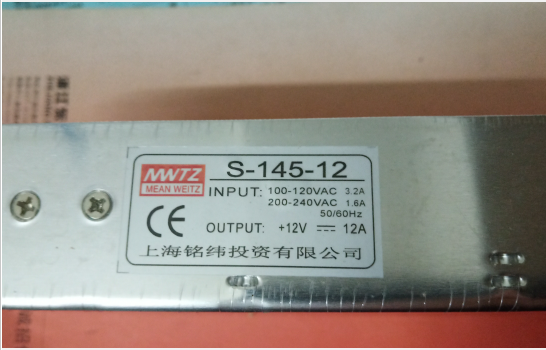 MWTZ
MEAN WEITZ
S-145-12
INPUT: 100-120VAC 3.2A
200-240VAC 1.6A
50/60Hz
CE
OUTPUT: +12V ⎓ 12A
上海铭纬投资有限公司